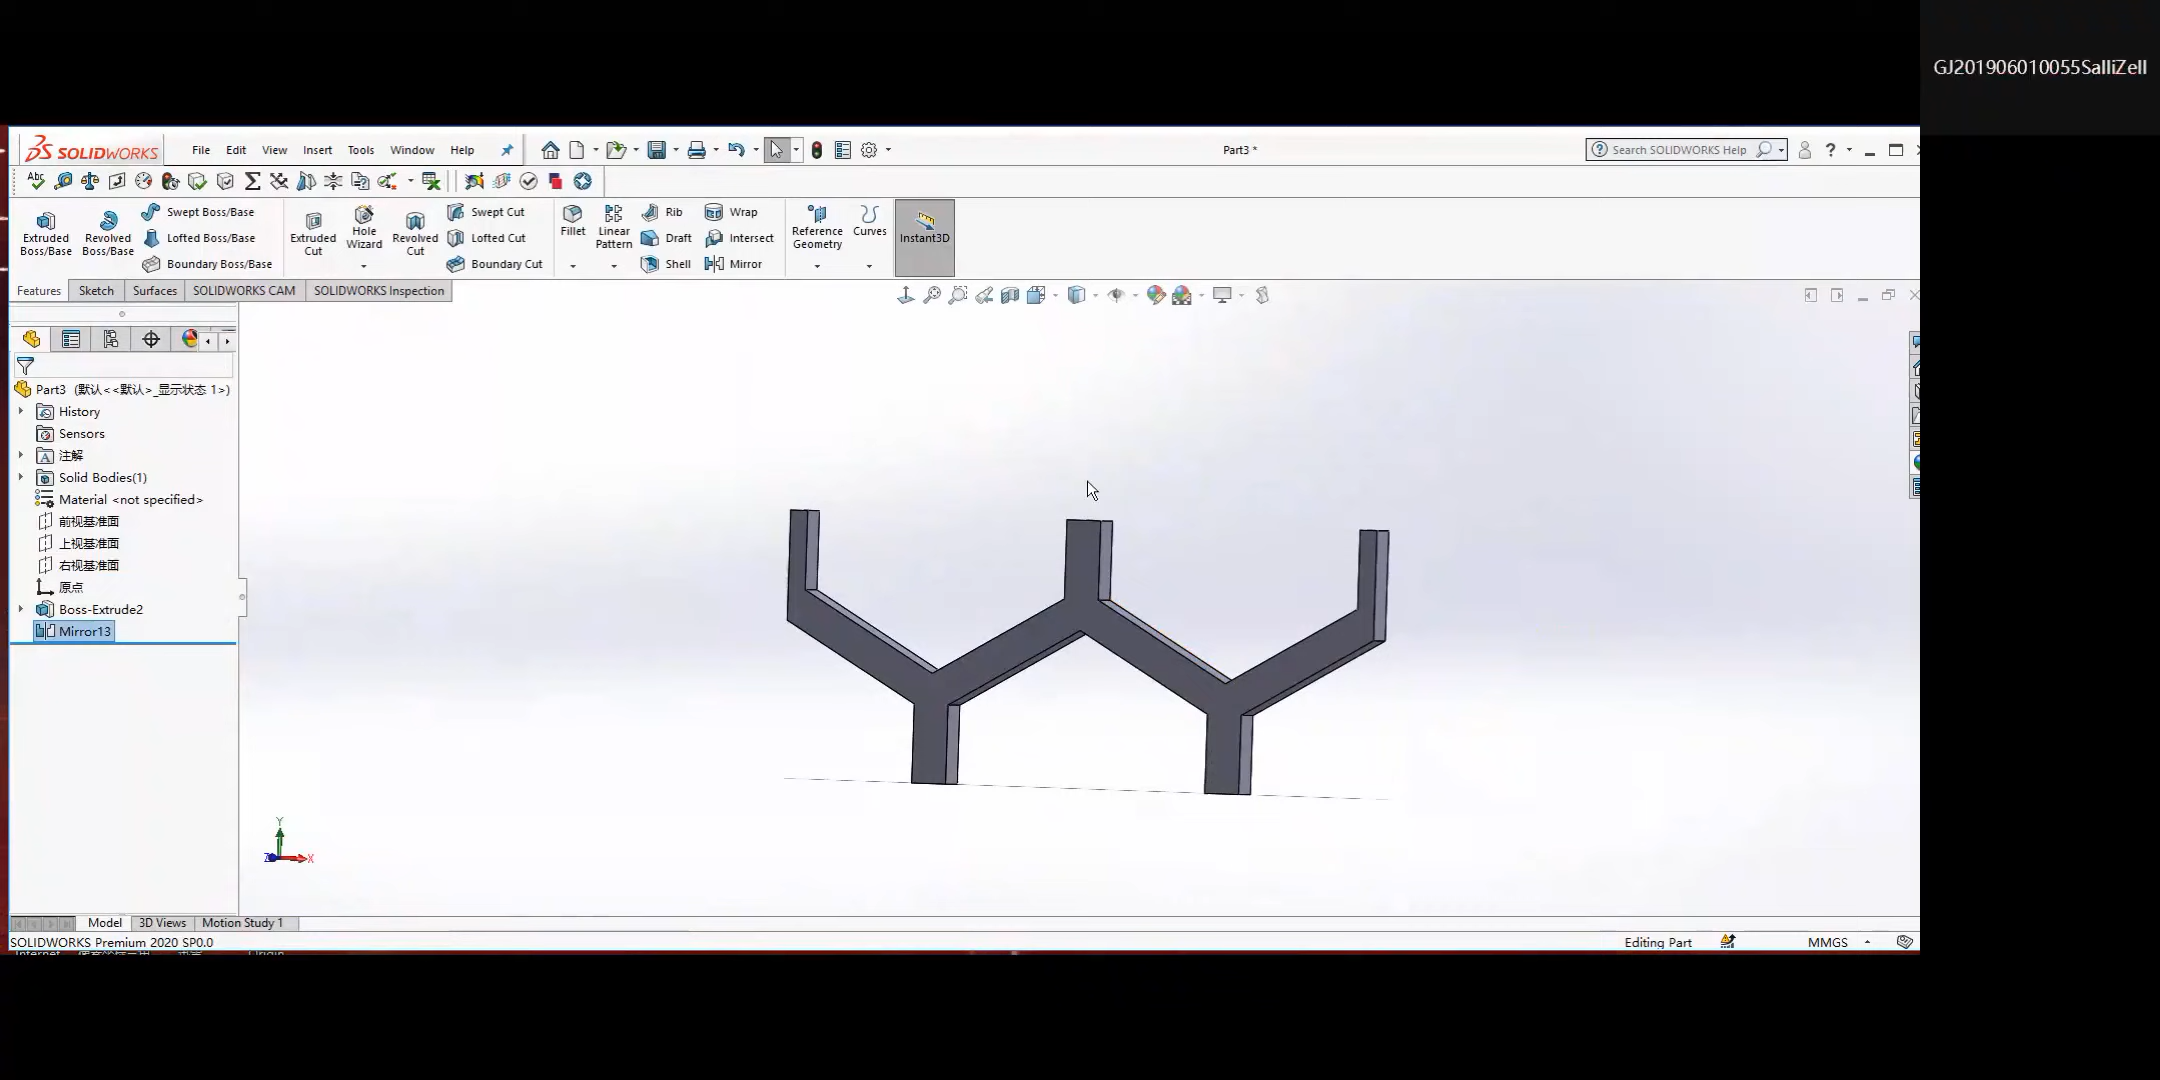 GJ201906010055SalliZell
SOLIDWORKS File Edit View Insert Tools Window Help Part3 * Search SOLIDWORKS Help ?
Extruded Boss/Base
Revolved Boss/Base
Swept Boss/Base
Lofted Boss/Base
Boundary Boss/Base
Extruded Cut
Hole Wizard
Revolved Cut
Swept Cut
Lofted Cut
Boundary Cut
Fillet
Linear Pattern
Rib
Draft
Shell
Wrap
Intersect
Mirror
Reference Geometry
Curves
Instant3D
Features Sketch Surfaces SOLIDWORKS CAM SOLIDWORKS Inspection
Part3 (默认<<默认>_显示状态 1>)
History
Sensors
注解
Solid Bodies(1)
Material <not specified>
前视基准面
上视基准面
右视基准面
原点
Boss-Extrude2
Mirror13
Y
Z X
Model 3D Views Motion Study 1
SOLIDWORKS Premium 2020 SP0.0 Editing Part MMGS